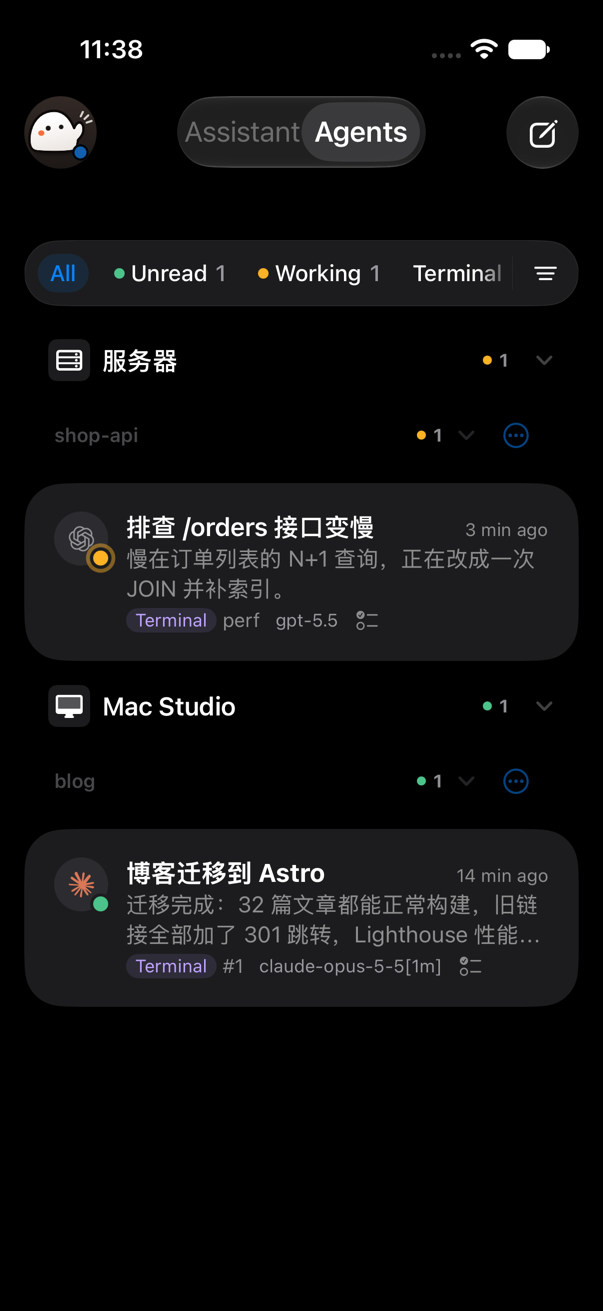 11:38
Assistant Agents
All Unread 1 Working 1 Terminal
服务器 1
shop-api 1
排查 /orders 接口变慢 3 min ago
慢在订单列表的 N+1 查询，正在改成一次
JOIN 并补索引。
Terminal perf gpt-5.5
Mac Studio 1
blog 1
博客迁移到 Astro 14 min ago
迁移完成：32 篇文章都能正常构建，旧链
接全部加了 301 跳转，Lighthouse 性能…
Terminal #1 claude-opus-5-5[1m]